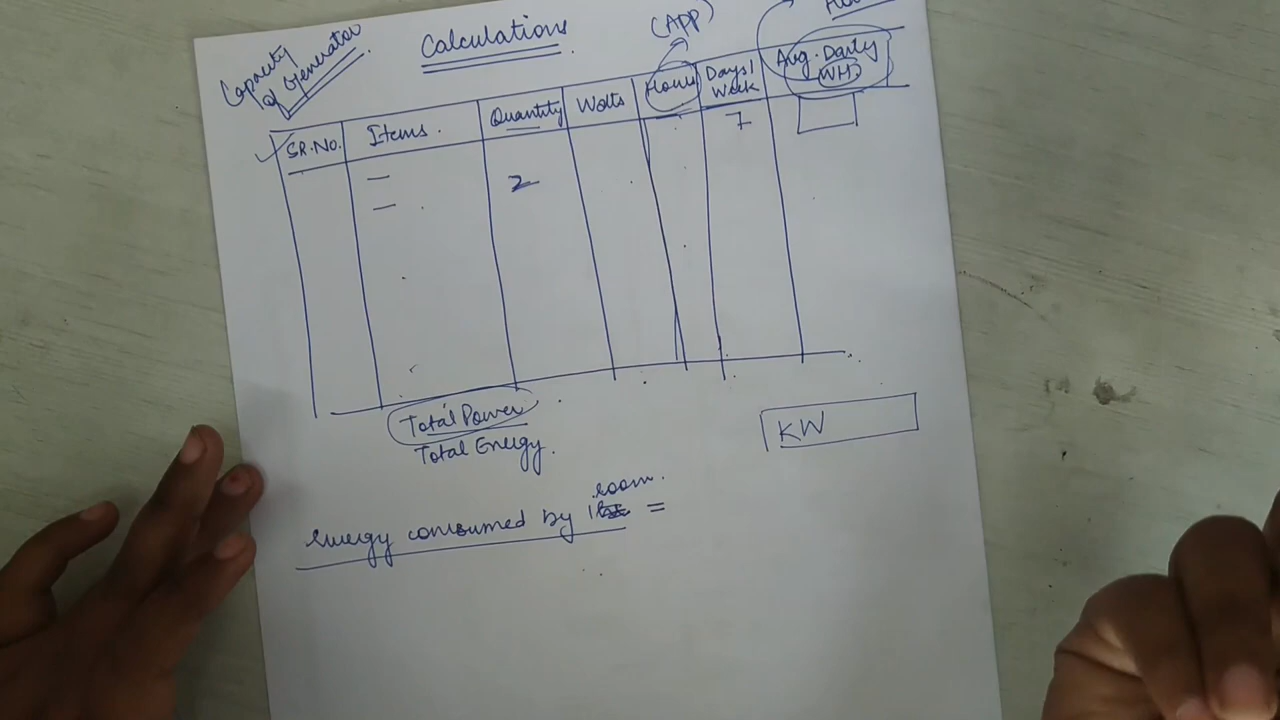 Capacity
of Generator.
Calculations.
(APP)
SR.NO.
Items.
Quantity
Watts
Hours
Days/
Week
Avg. Daily
WH
7
2
Total Power
Total Energy.
room.
energy consumed by 1 =
KW